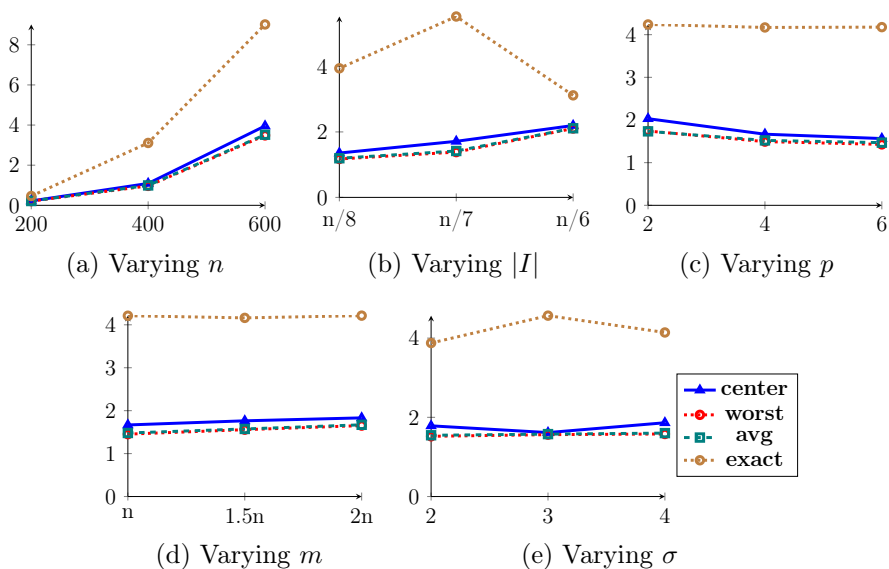 8
6
4
2
0
200
400
600
(a) Varying n
4
2
0
n/8
n/7
n/6
(b) Varying |I|
4
3
2
1
0
2
4
6
(c) Varying p
4
3
2
1
0
n
1.5n
2n
(d) Varying m
4
2
0
2
3
4
(e) Varying σ
center
worst
avg
exact